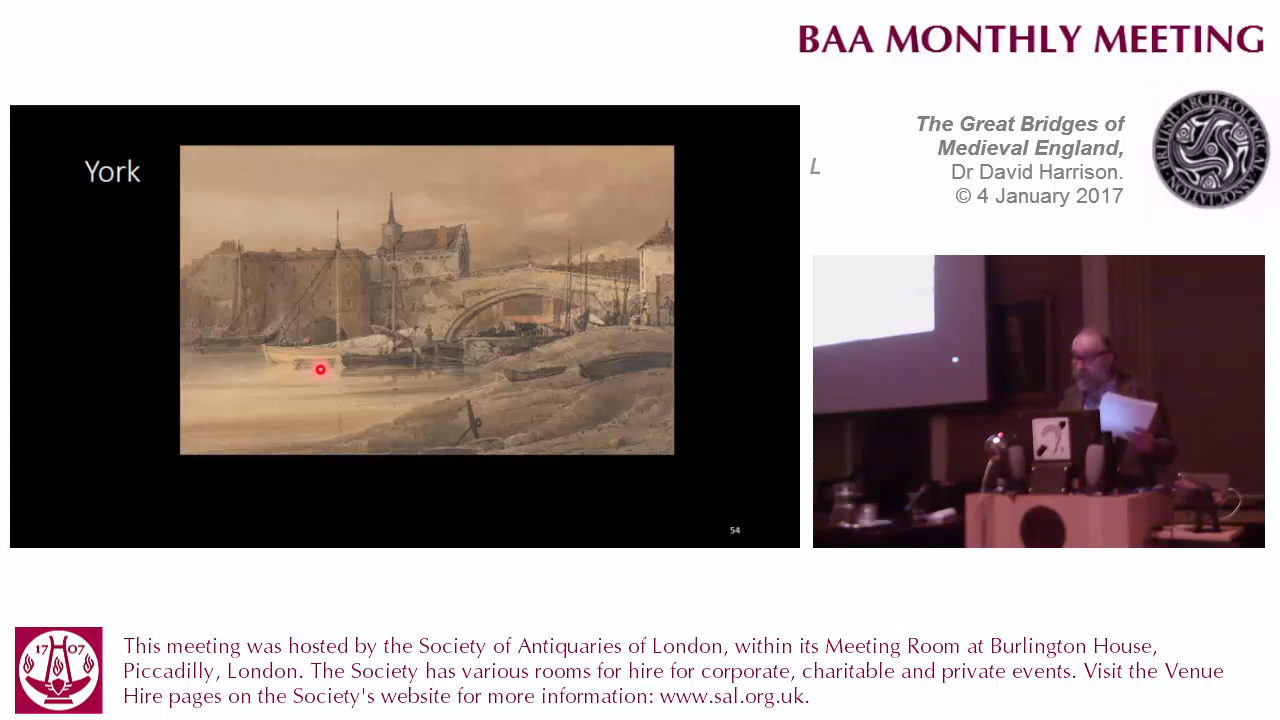 BAA MONTHLY MEETING
The Great Bridges of
Medieval England,
Dr David Harrison.
© 4 January 2017
L
BRITISH·ARCHÆOLOGICAL·ASSOCIATION·
York
54
1707
This meeting was hosted by the Society of Antiquaries of London, within its Meeting Room at Burlington House,
Piccadilly, London. The Society has various rooms for hire for corporate, charitable and private events. Visit the Venue
Hire pages on the Society's website for more information: www.sal.org.uk.